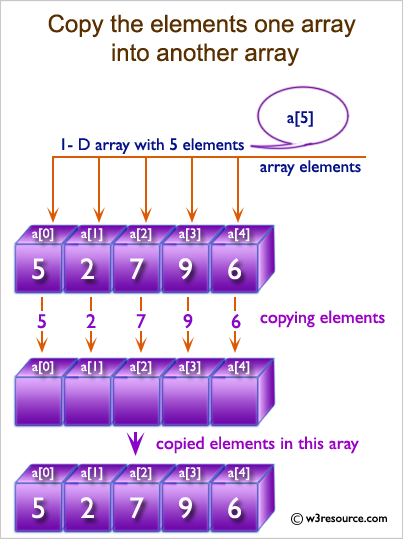 Copy the elements one array
into another array
a[5]
1- D array with 5 elements
array elements
a[0] a[1] a[2] a[3] a[4]
5 2 7 9 6
5 2 7 9 6 copying elements
a[0] a[1] a[2] a[3] a[4]
copied elements in this aray
a[0] a[1] a[2] a[3] a[4]
5 2 7 9 6
© w3resource.com